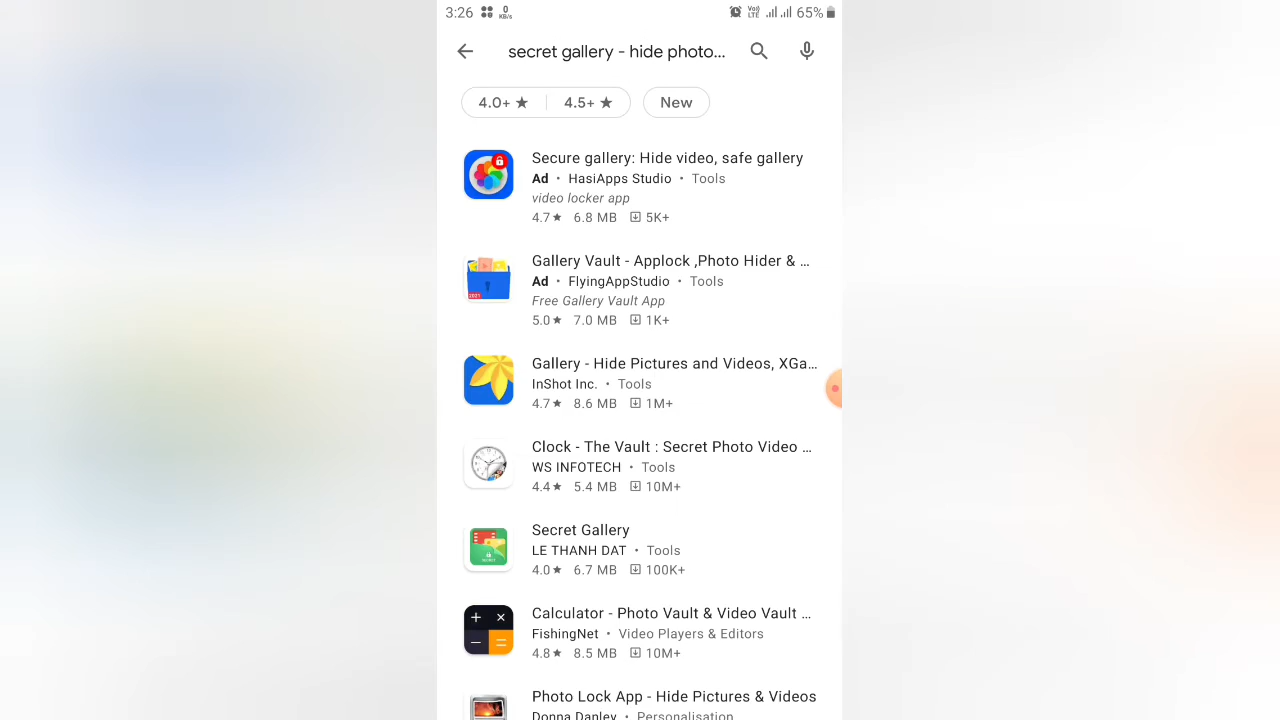 3:26 0 KB/s Vo) LTE 65%
secret gallery - hide photo...
4.0+ ★ 4.5+ ★ New
Secure gallery: Hide video, safe gallery
Ad • HasiApps Studio • Tools
video locker app
4.7★ 6.8 MB 5K+
Gallery Vault - Applock ,Photo Hider & ...
Ad • FlyingAppStudio • Tools
Free Gallery Vault App
5.0★ 7.0 MB 1K+
2021
Gallery - Hide Pictures and Videos, XGa...
InShot Inc. • Tools
4.7★ 8.6 MB 1M+
Clock - The Vault : Secret Photo Video ...
WS INFOTECH • Tools
4.4★ 5.4 MB 10M+
Secret Gallery
LE THANH DAT • Tools
SECRET
4.0★ 6.7 MB 100K+
Calculator - Photo Vault & Video Vault ...
FishingNet • Video Players & Editors
4.8★ 8.5 MB 10M+
Photo Lock App - Hide Pictures & Videos
Donna Danley • Personalisation